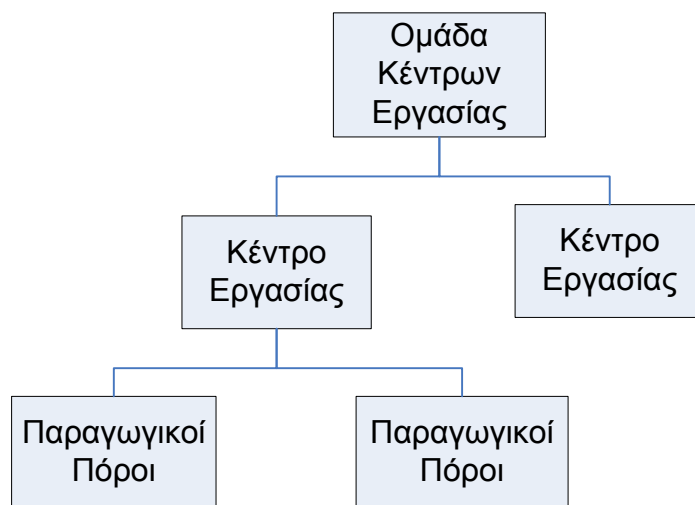 Ομάδα
Κέντρων
Εργασίας
Κέντρο
Εργασίας
Κέντρο
Εργασίας
Παραγωγικοί
Πόροι
Παραγωγικοί
Πόροι